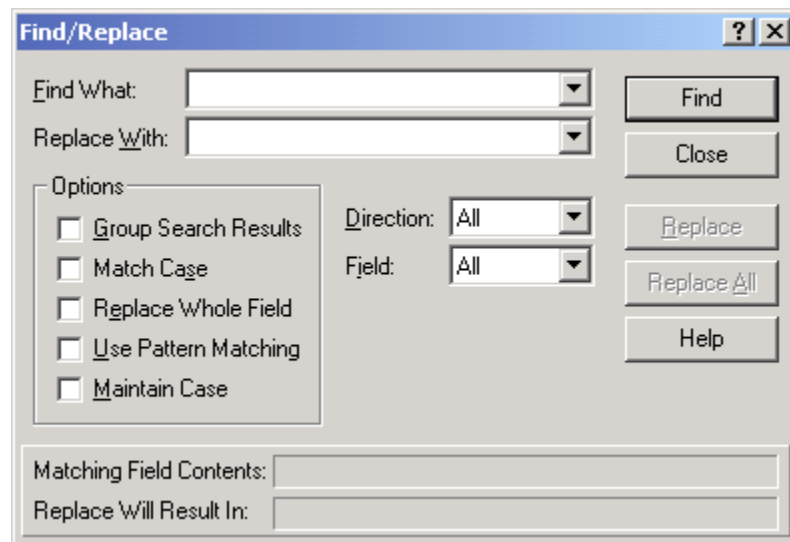 Find/Replace
Find What:
Find
Replace With:
Close
Options
Group Search Results
Direction: All
Replace
Match Case
Field: All
Replace All
Replace Whole Field
Use Pattern Matching
Help
Maintain Case
Matching Field Contents:
Replace Will Result In: